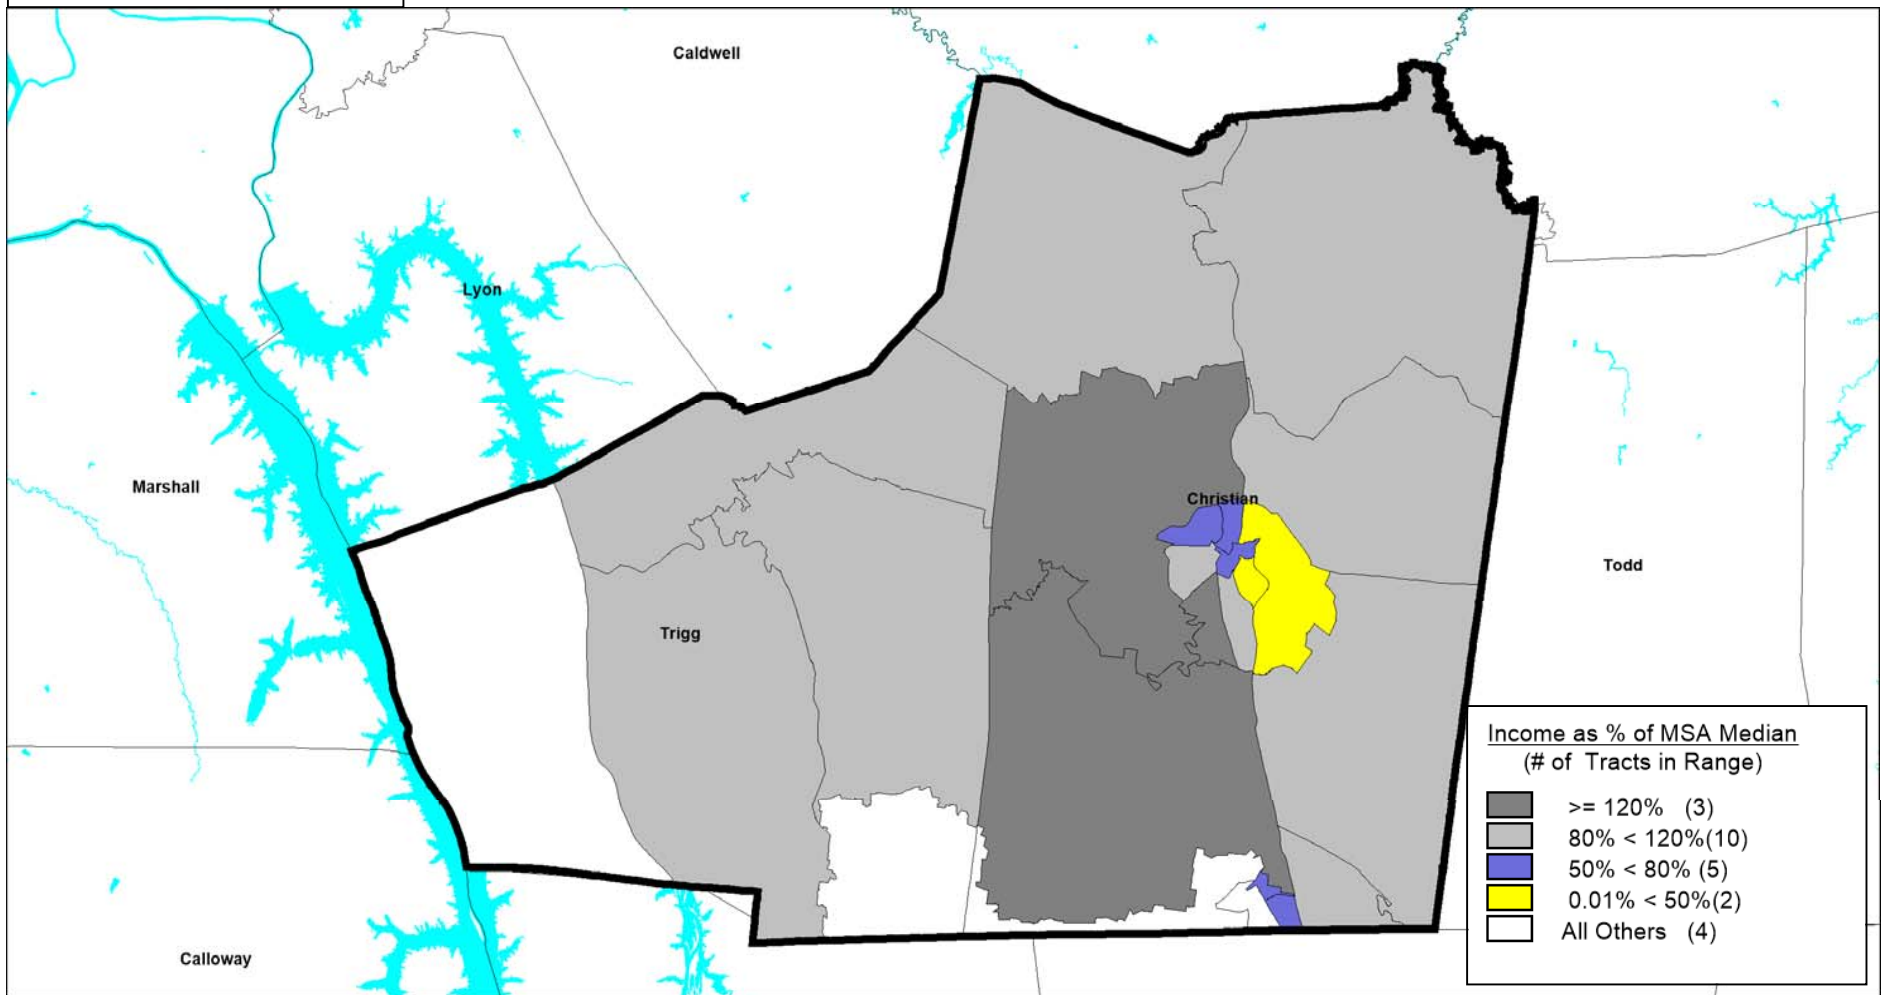 Caldwell
Lyon
Marshall
Christian
Todd
Trigg
Calloway
Income as % of MSA Median
(# of Tracts in Range)
>= 120% (3)
80% < 120%(10)
50% < 80% (5)
0.01% < 50%(2)
All Others (4)